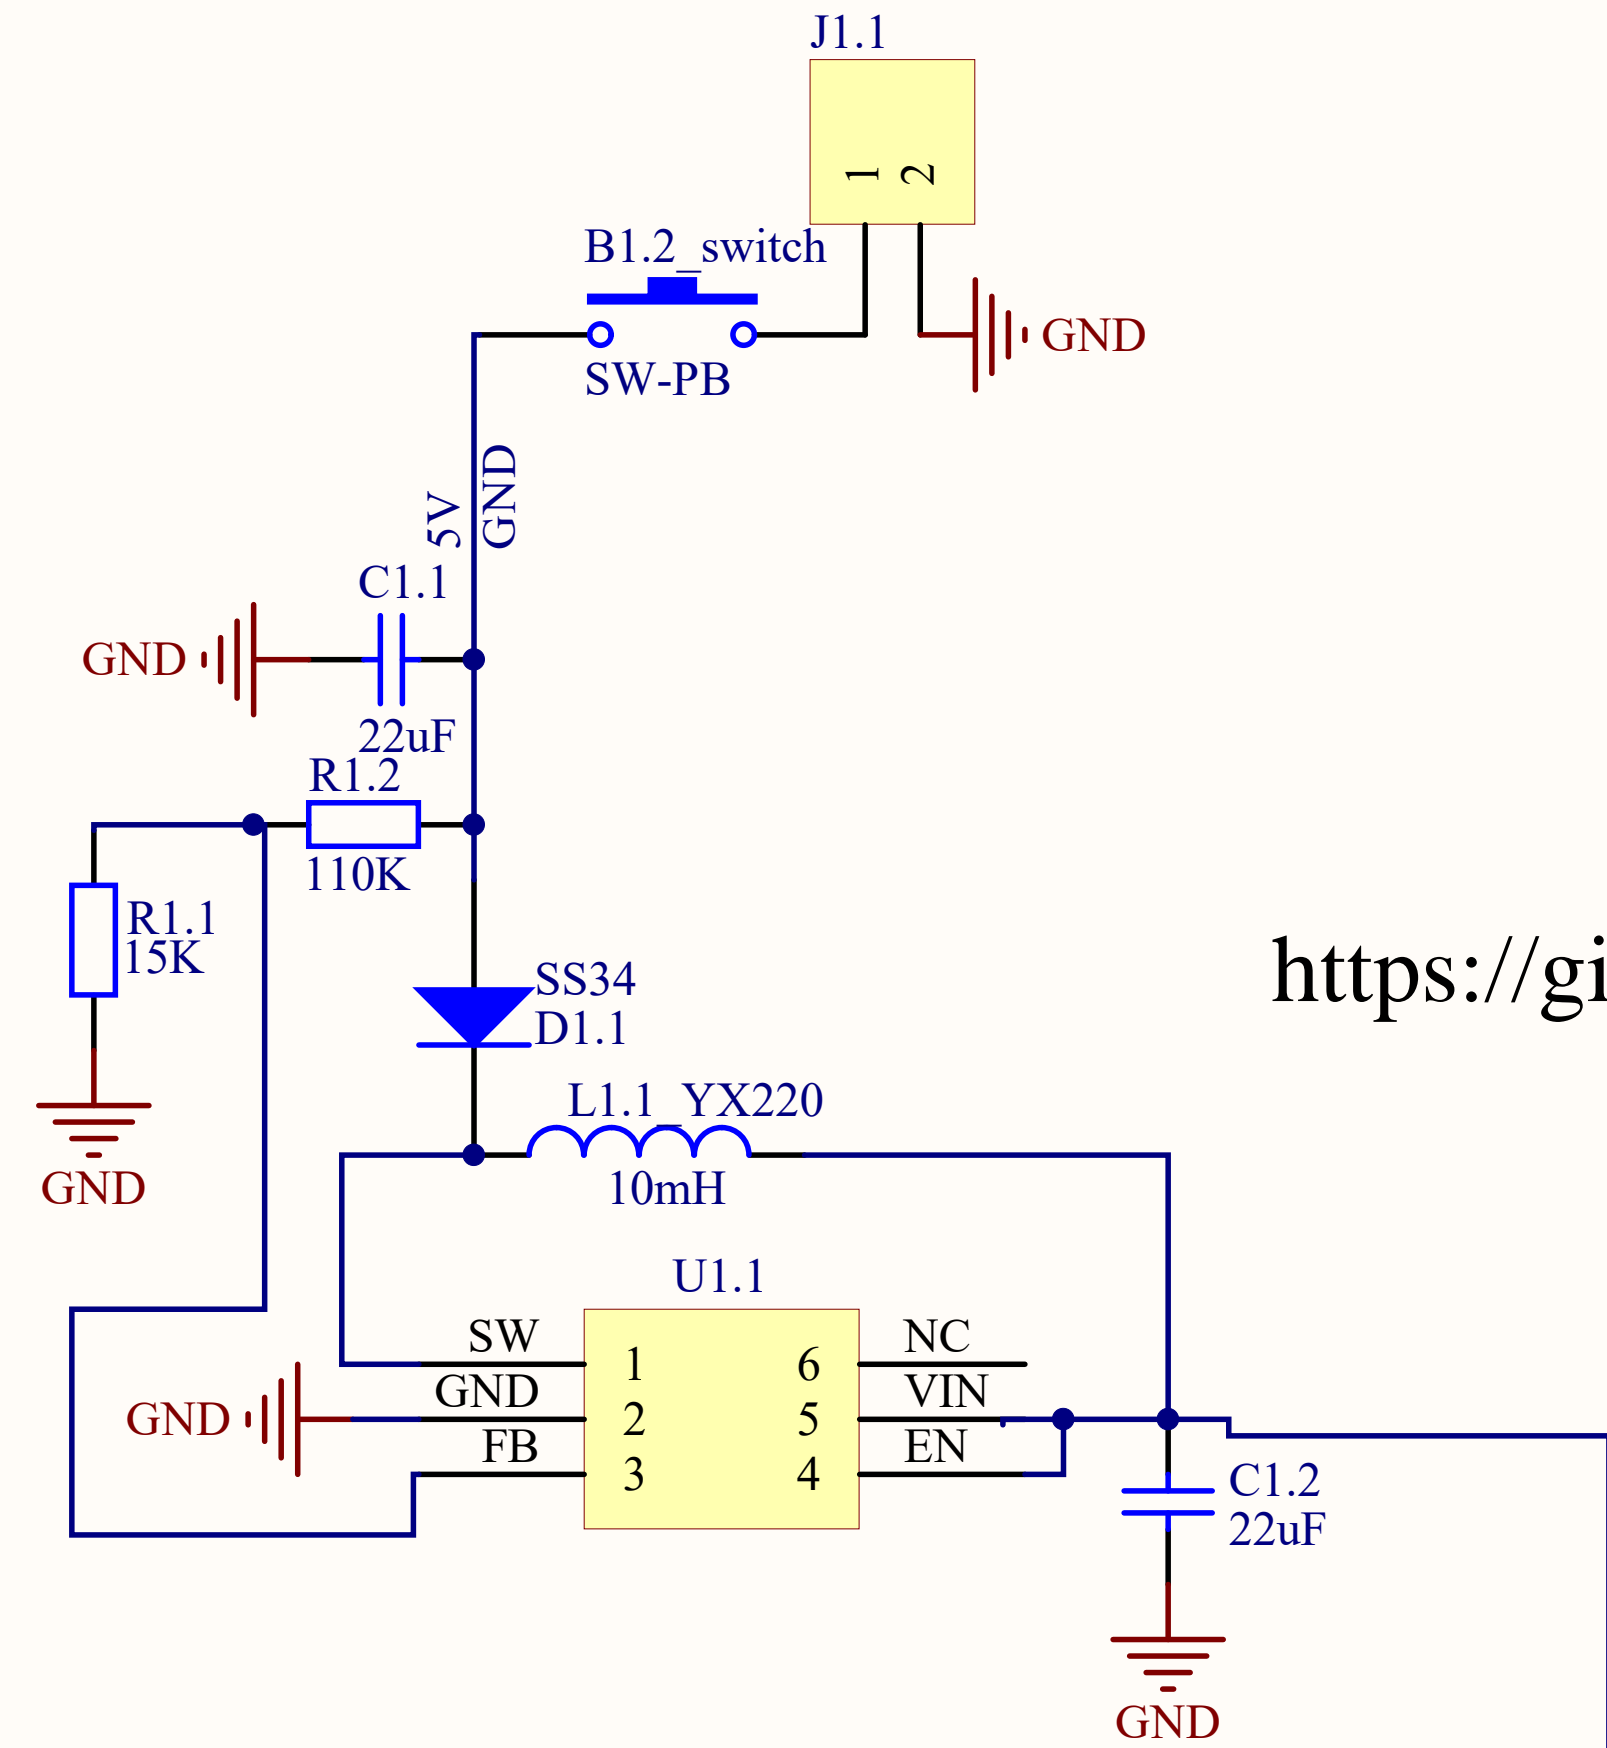 J1.1
1
2
B1.2_switch
SW-PB
GND
5V
GND
C1.1
GND
22uF
R1.2
110K
R1.1
15K
https://gi
SS34
D1.1
GND
L1.1_YX220
10mH
U1.1
SW 1 6 NC
GND GND 2 5 VIN
FB 3 4 EN
C1.2
22uF
GND